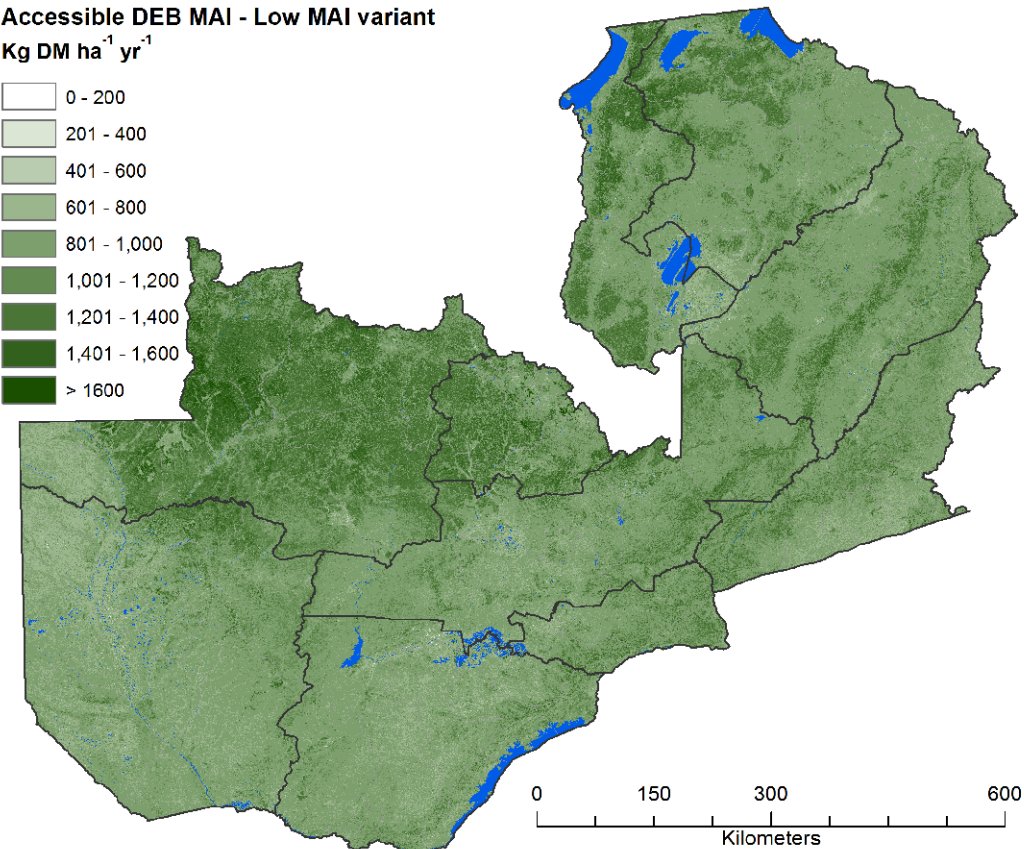 Accessible DEB MAI - Low MAI variant
Kg DM ha-1 yr-1
0 - 200
201 - 400
401 - 600
601 - 800
801 - 1,000
1,001 - 1,200
1,201 - 1,400
1,401 - 1,600
> 1600
0 150 300 600
Kilometers